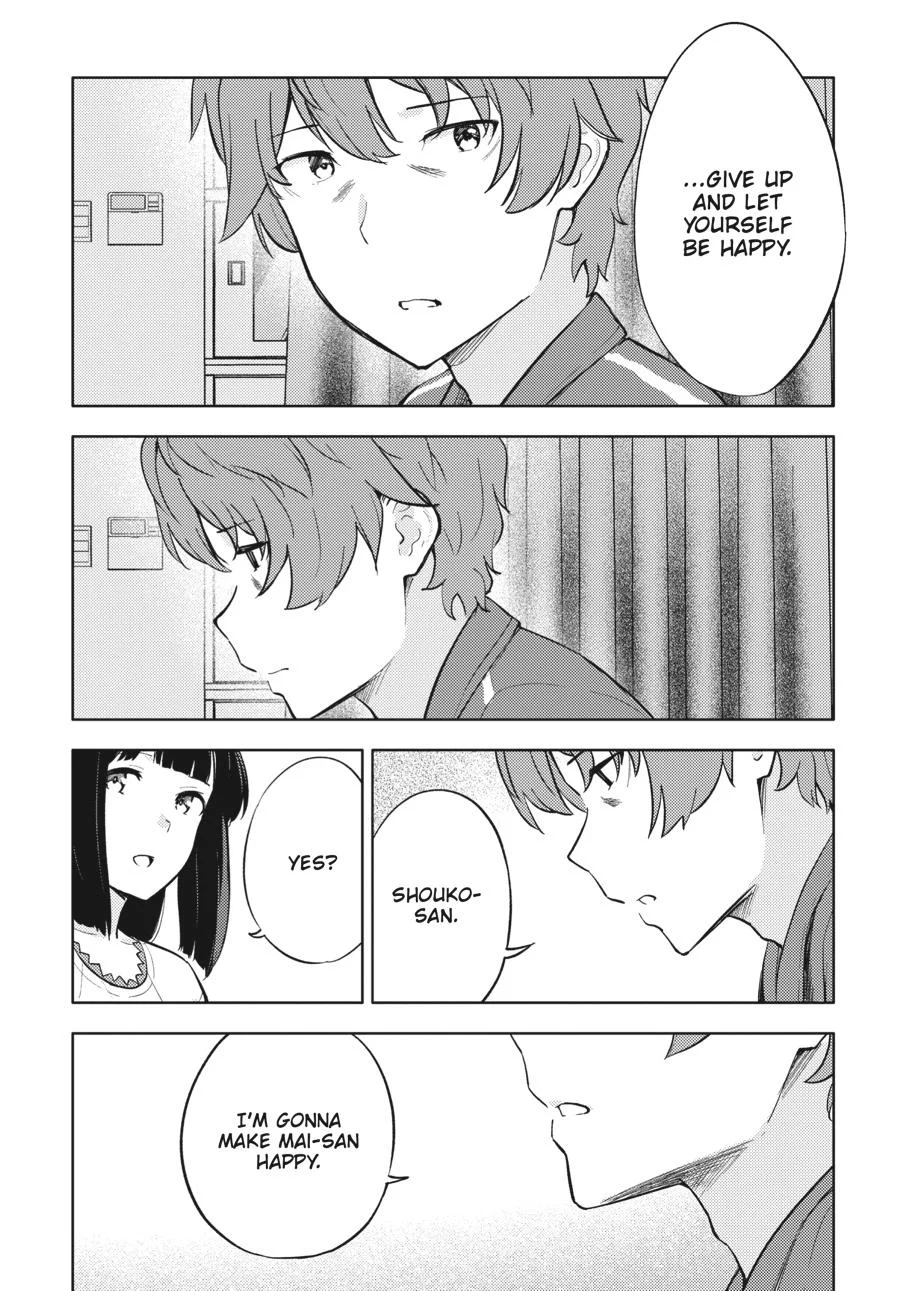 ...GIVE UP
AND LET
YOURSELF
BE HAPPY.
SHOUKO-
SAN.
YES?
I'M GONNA
MAKE MAI-SAN
HAPPY.